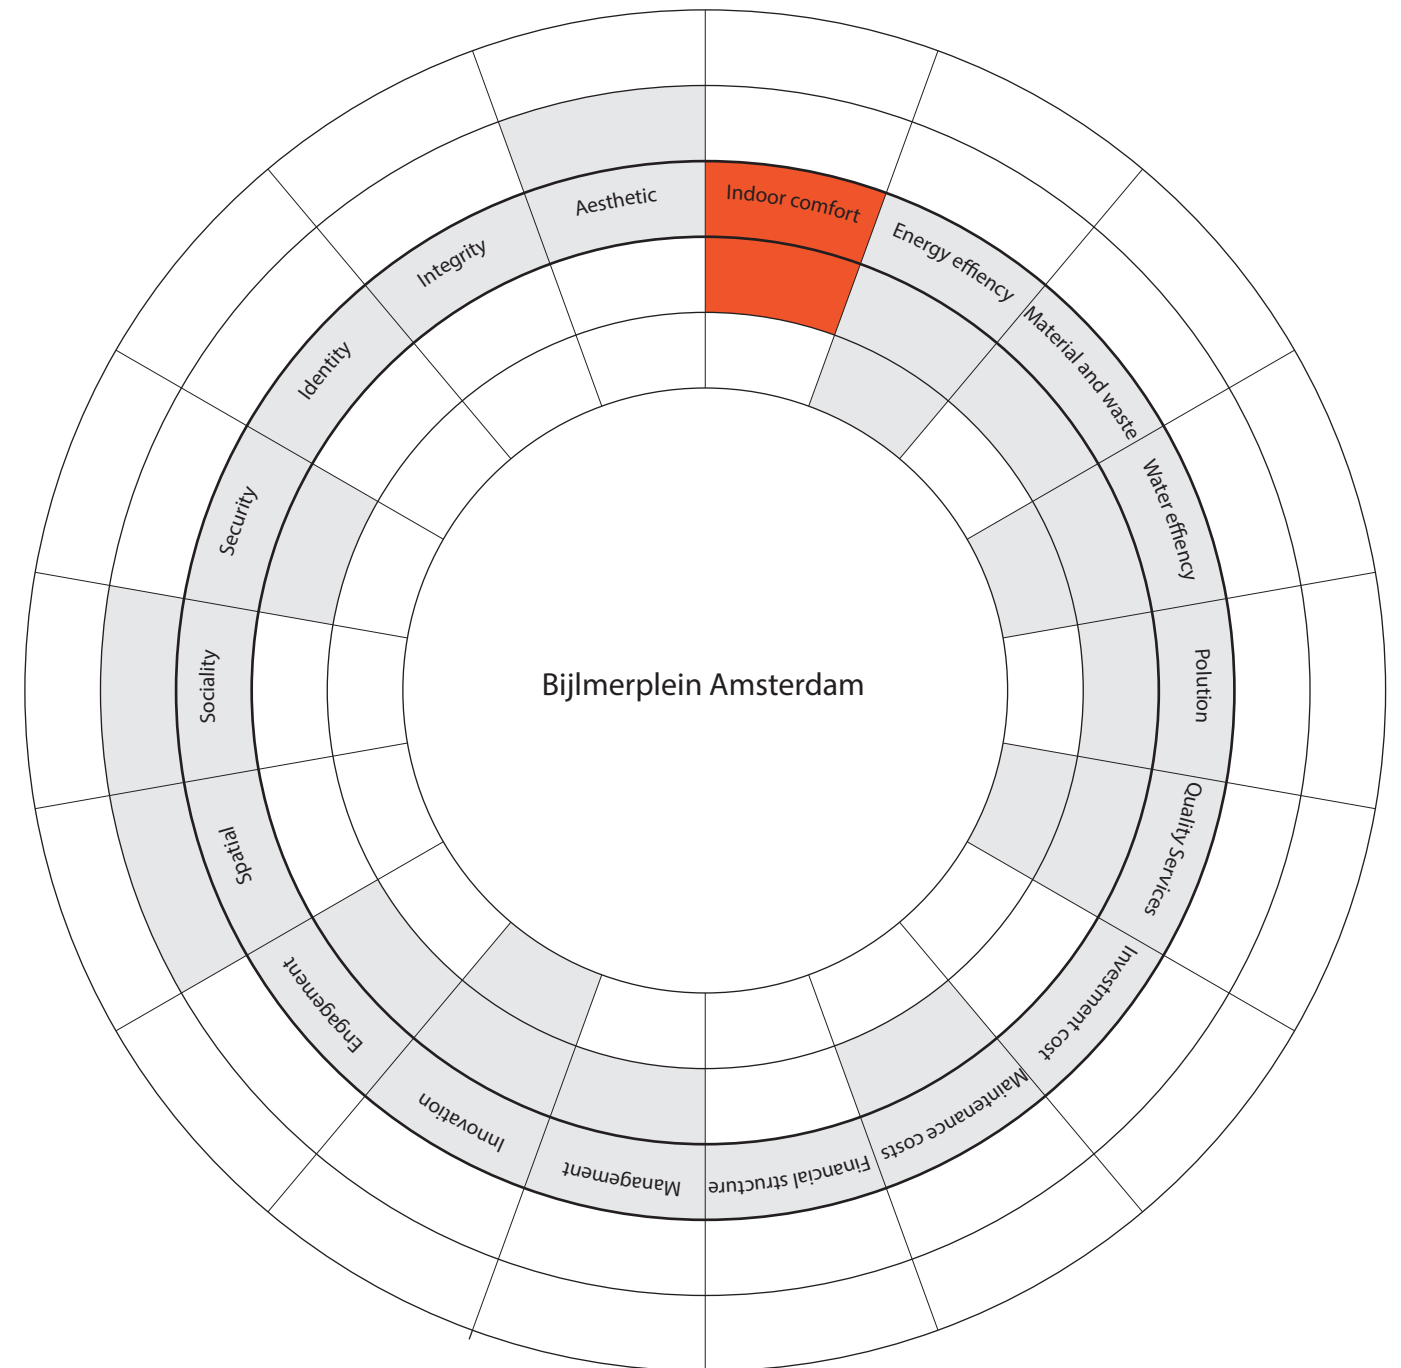 Indoor comfort
Energy effiency
Material and waste
Water effiency
Polution
Quality Services
Investment cost
Maintenance costs
Financial structure
Management
Innovation
Engagement
Spatial
Sociality
Security
Identity
Integrity
Aesthetic
Bijlmerplein Amsterdam